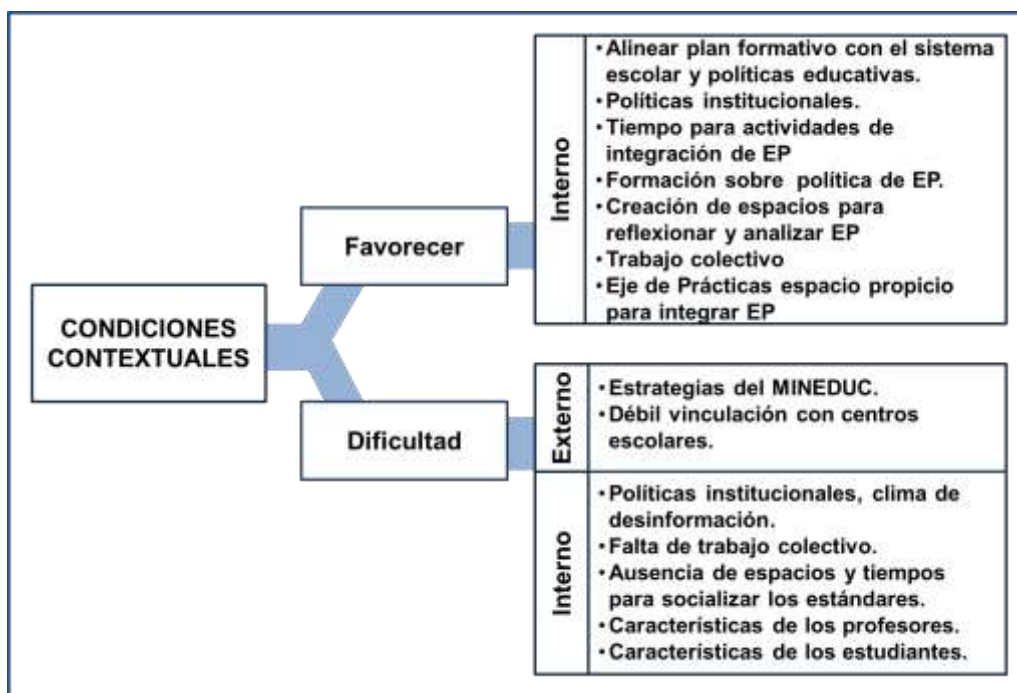 CONDICIONES
CONTEXTUALES
Favorecer
Interno
•Alinear plan formativo con el sistema
escolar y políticas educativas.
•Políticas institucionales.
•Tiempo para actividades de
integración de EP
•Formación sobre política de EP.
•Creación de espacios para
reflexionar y analizar EP
•Trabajo colectivo
•Eje de Prácticas espacio propicio
para integrar EP
Dificultad
Externo
•Estrategias del MINEDUC.
•Débil vinculación con centros
escolares.
Interno
•Políticas institucionales, clima de
desinformación.
•Falta de trabajo colectivo.
•Ausencia de espacios y tiempos
para socializar los estándares.
•Características de los profesores.
•Características de los estudiantes.